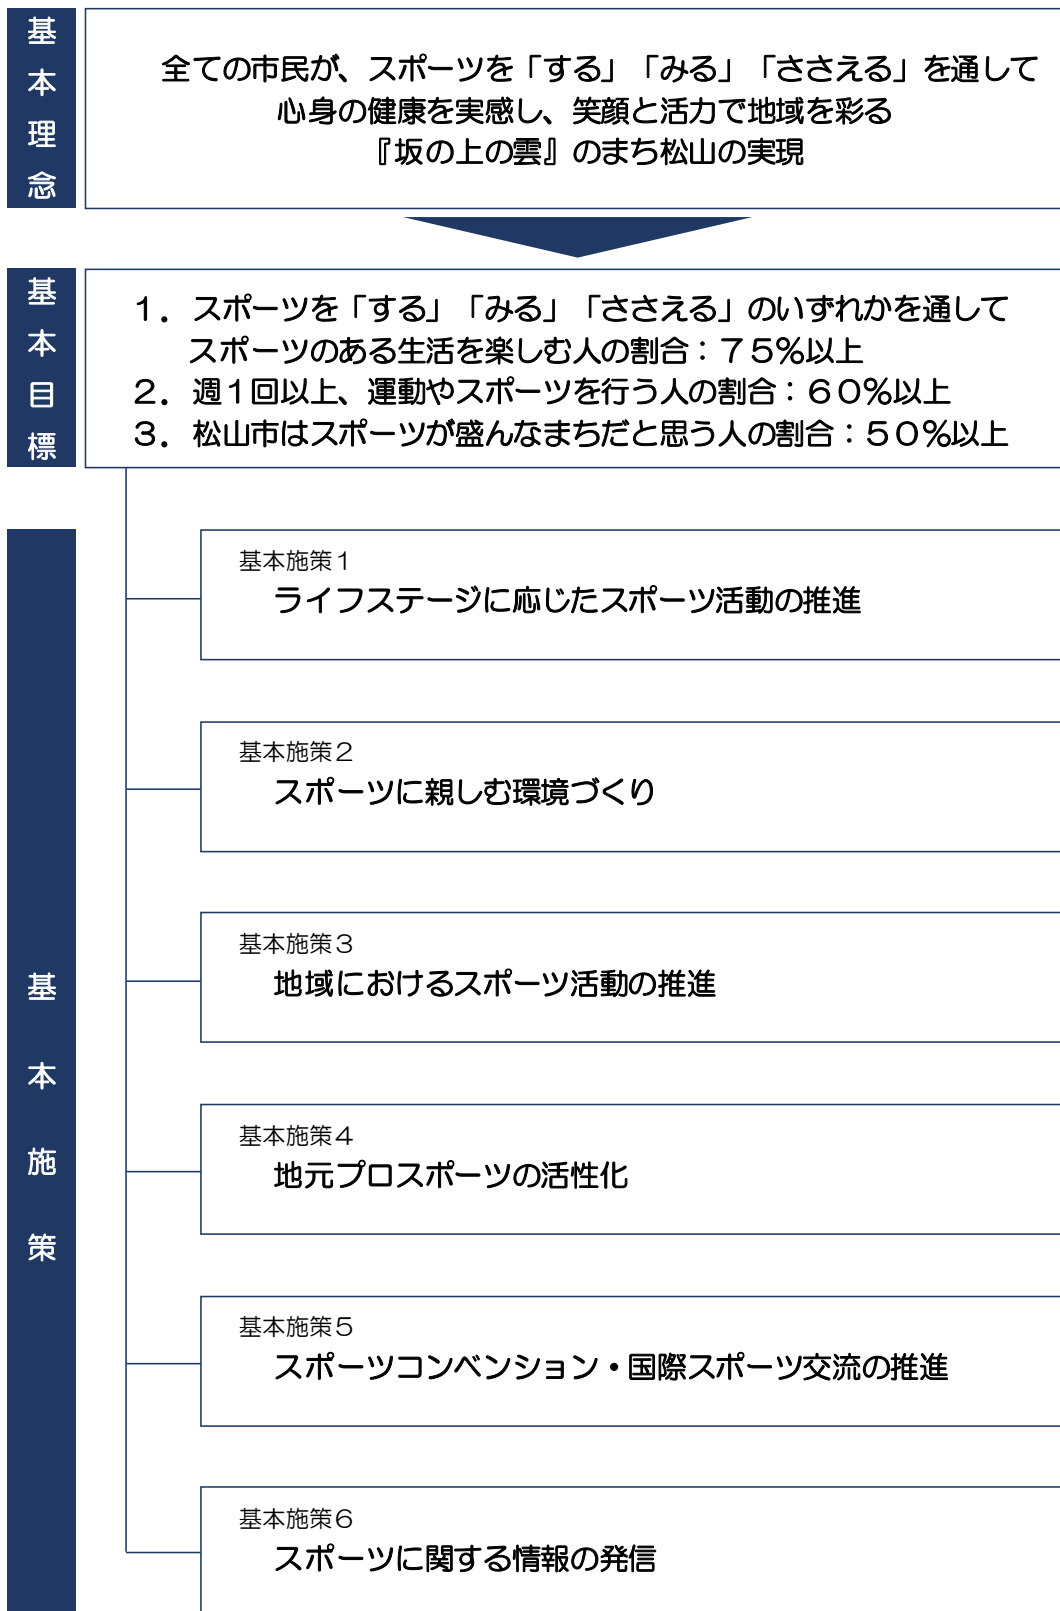 基本理念
全ての市民が、スポーツを「する」「みる」「ささえる」を通して
心身の健康を実感し、笑顔と活力で地域を彩る
『坂の上の雲』のまち松山の実現
基本目標
１．スポーツを「する」「みる」「ささえる」のいずれかを通して
スポーツのある生活を楽しむ人の割合：７５％以上
２．週１回以上、運動やスポーツを行う人の割合：６０％以上
３．松山市はスポーツが盛んなまちだと思う人の割合：５０％以上
基本施策
基本施策１
ライフステージに応じたスポーツ活動の推進
基本施策２
スポーツに親しむ環境づくり
基本施策３
地域におけるスポーツ活動の推進
基本施策４
地元プロスポーツの活性化
基本施策５
スポーツコンベンション・国際スポーツ交流の推進
基本施策６
スポーツに関する情報の発信